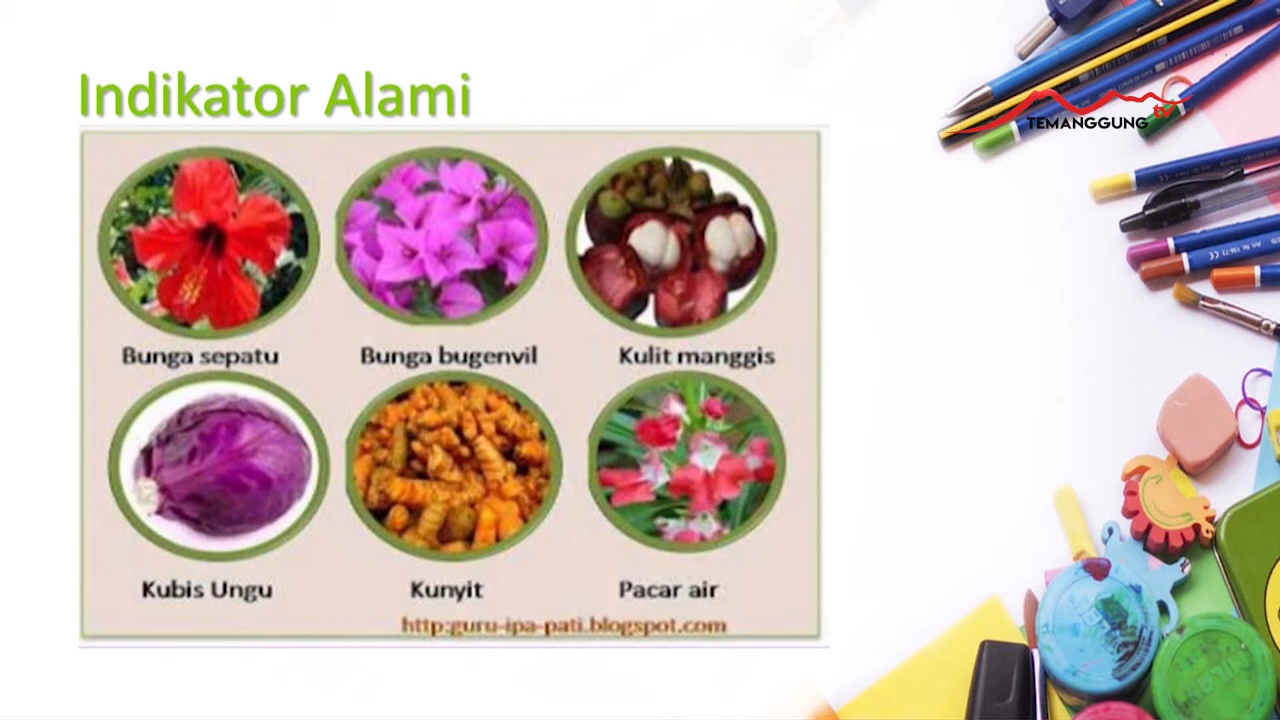 Indikator Alami
TEMANGGUNG tv
Bunga sepatu
Bunga bugenvil
Kulit manggis
Kubis Ungu
Kunyit
Pacar air
http:guru-ipa-pati.blogspot.com